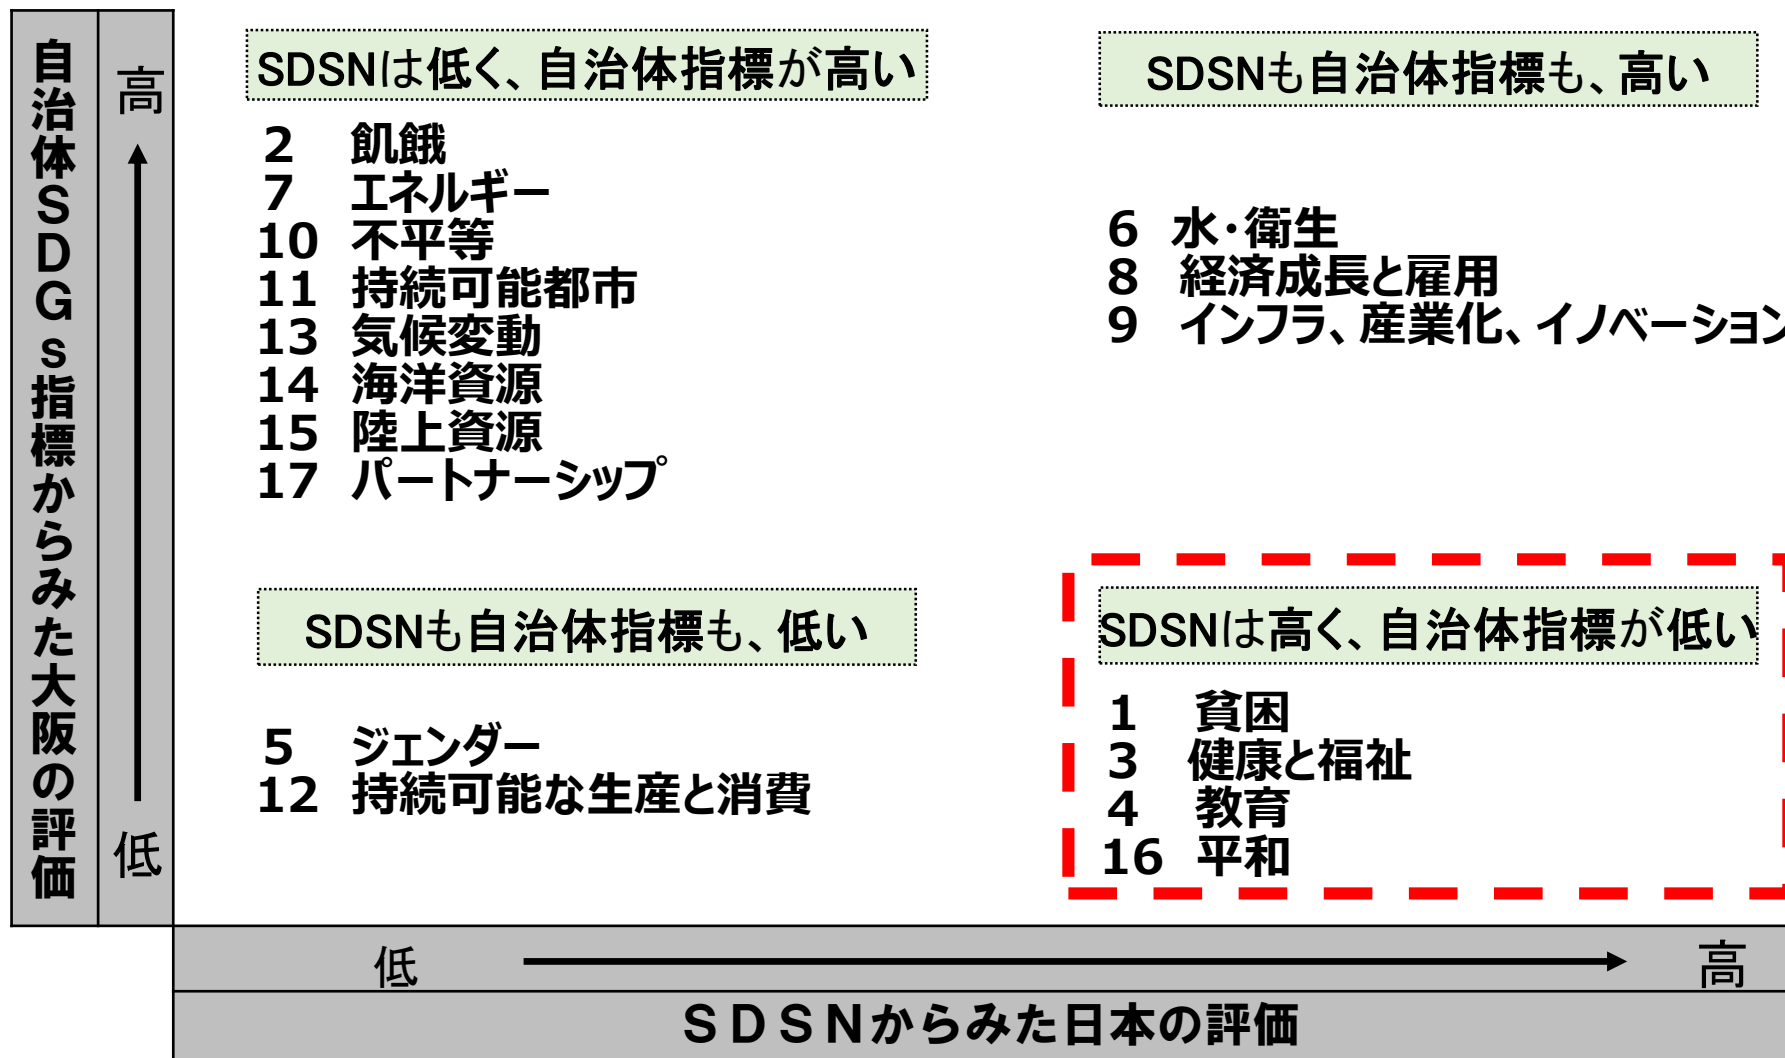 自治体SDGs指標からみた大阪の評価
高
低
SDSNは低く、自治体指標が高い
2 飢餓
7 エネルギー
10 不平等
11 持続可能都市
13 気候変動
14 海洋資源
15 陸上資源
17 パートナーシップ
SDSNも自治体指標も、高い
6 水・衛生
8 経済成長と雇用
9 インフラ、産業化、イノベーション
SDSNも自治体指標も、低い
5 ジェンダー
12 持続可能な生産と消費
SDSNは高く、自治体指標が低い
1 貧困
3 健康と福祉
4 教育
16 平和
低
高
SDSNからみた日本の評価